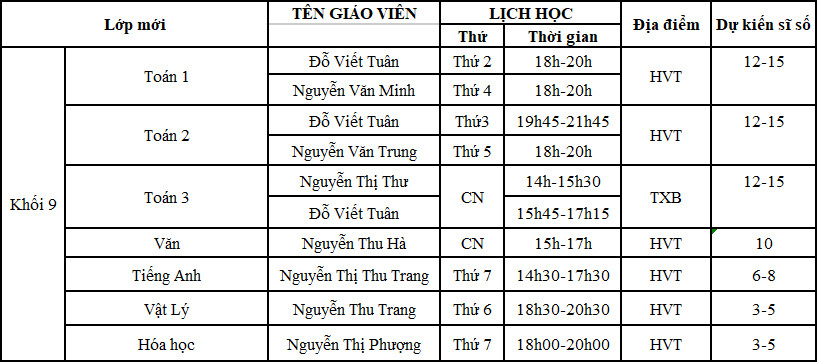 Lớp mới TÊN GIÁO VIÊN LỊCH HỌC Địa điểm Dự kiến sĩ số
Thứ Thời gian
Khối 9
Toán 1 Đỗ Viết Tuân Thứ 2 18h-20h HVT 12-15
Nguyễn Văn Minh Thứ 4 18h-20h
Toán 2 Đỗ Viết Tuân Thứ3 19h45-21h45 HVT 12-15
Nguyễn Văn Trung Thứ 5 18h-20h
Toán 3 Nguyễn Thị Thư CN 14h-15h30 TXB 12-15
Đỗ Viết Tuân 15h45-17h15
Văn Nguyễn Thu Hà CN 15h-17h HVT 10
Tiếng Anh Nguyễn Thị Thu Trang Thứ 7 14h30-17h30 HVT 6-8
Vật Lý Nguyễn Thu Trang Thứ 6 18h30-20h30 HVT 3-5
Hóa học Nguyễn Thị Phượng Thứ 7 18h00-20h00 HVT 3-5